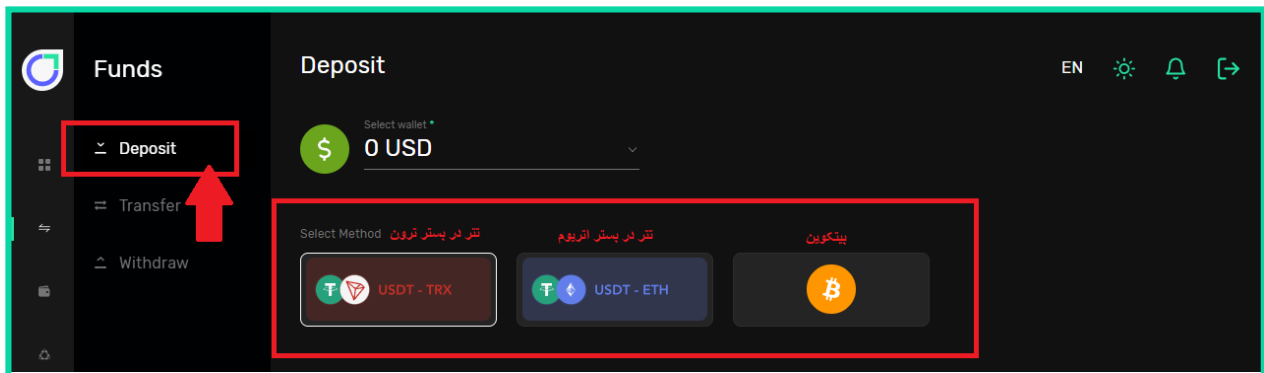 Funds
Deposit
Transfer
Withdraw
Deposit
EN
Select wallet *
$ 0 USD
Select Method
تتر در بستر ترون
تتر در بستر اتریوم
بیتکوین
USDT - TRX
USDT - ETH